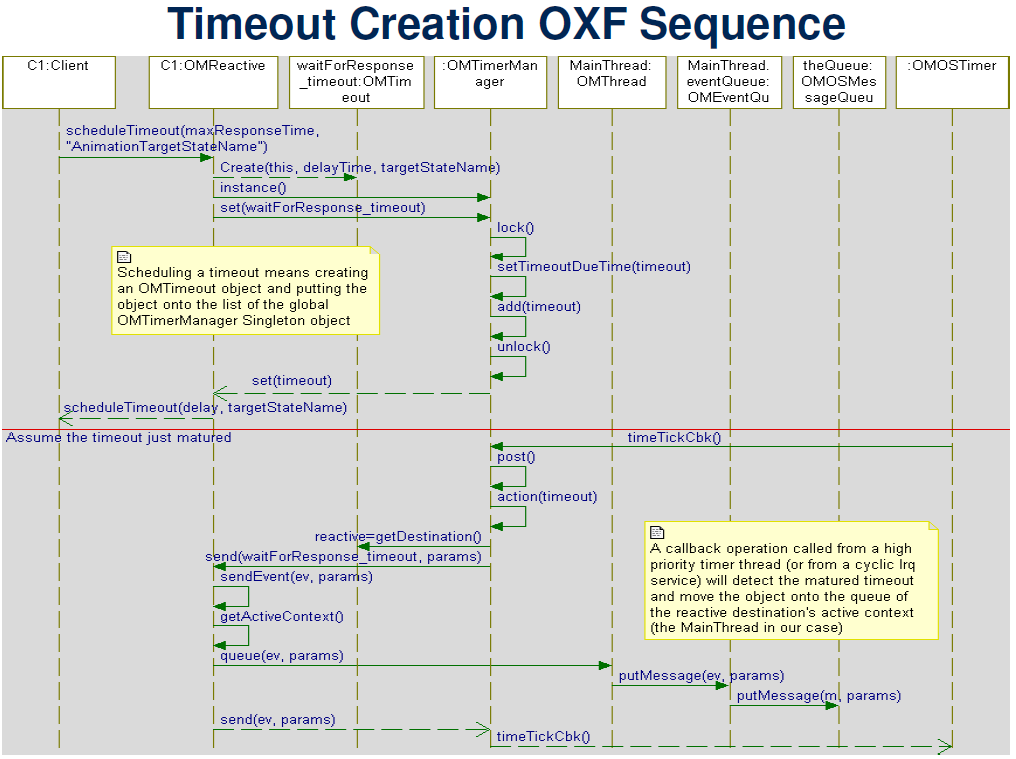 Timeout Creation OXF Sequence
C1:Client
C1:OMReactive
waitForResponse
_timeout:OMTim
eout
:OMTimerMan
ager
MainThread:
OMThread
MainThread.
eventQueue:
OMEventQu
theQueue:
OMOSMes
sageQueu
:OMOSTimer
scheduleTimeout(maxResponseTime,
"AnimationTargetStateName")
Create(this, delayTime, targetStateName)
instance()
set(waitForResponse_timeout)
lock()
setTimeoutDueTime(timeout)
add(timeout)
unlock()
Scheduling a timeout means creating
an OMTimeout object and putting the
object onto the list of the global
OMTimerManager Singleton object
set(timeout)
scheduleTimeout(delay, targetStateName)
Assume the timeout just matured
timeTickCbk()
post()
action(timeout)
reactive=getDestination()
send(waitForResponse_timeout, params)
sendEvent(ev, params)
getActiveContext()
queue(ev, params)
A callback operation called from a high
priority timer thread (or from a cyclic Irq
service) will detect the matured timeout
and move the object onto the queue of
the reactive destination's active context
(the MainThread in our case)
putMessage(ev, params)
putMessage(m, params)
send(ev, params)
timeTickCbk()